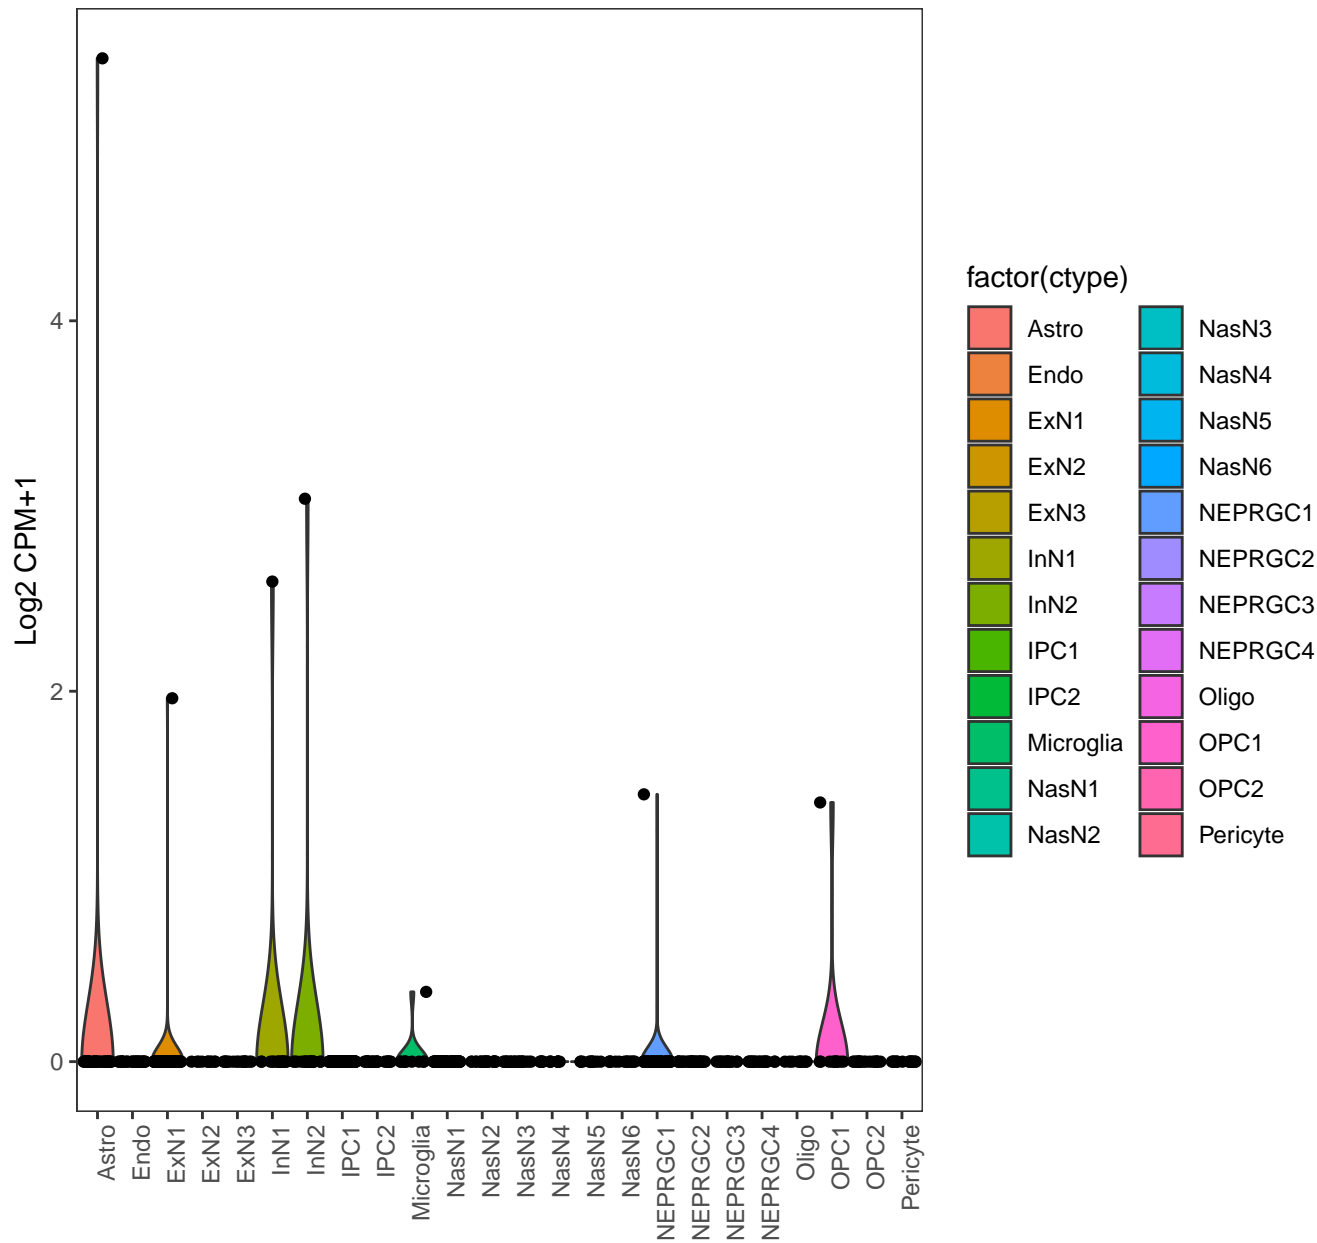 Log2 CPM+1
4
2
0
Astro
Endo
ExN1
ExN2
ExN3
InN1
InN2
IPC1
IPC2
Microglia
NasN1
NasN2
NasN3
NasN4
NasN5
NasN6
NEPRGC1
NEPRGC2
NEPRGC3
NEPRGC4
Oligo
OPC1
OPC2
Pericyte
factor(ctype)
Astro
Endo
ExN1
ExN2
ExN3
InN1
InN2
IPC1
IPC2
Microglia
NasN1
NasN2
NasN3
NasN4
NasN5
NasN6
NEPRGC1
NEPRGC2
NEPRGC3
NEPRGC4
Oligo
OPC1
OPC2
Pericyte